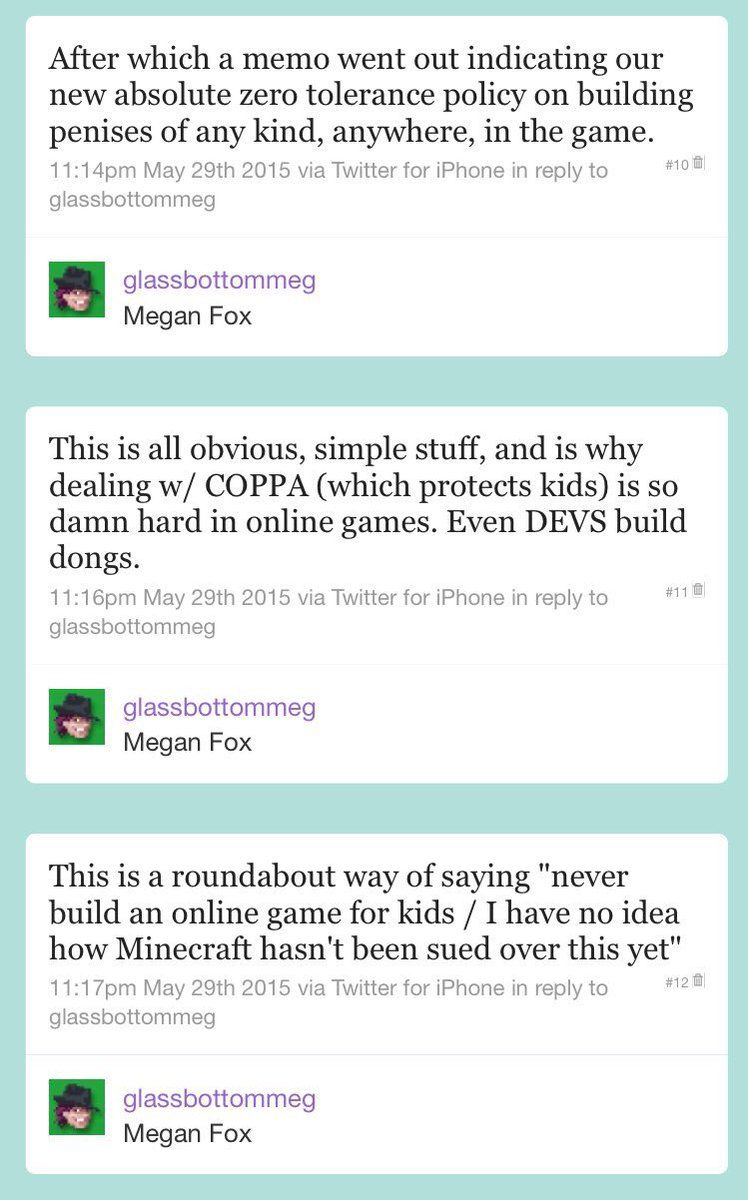 After which a memo went out indicating our
new absolute zero tolerance policy on building
penises of any kind, anywhere, in the game.
11:14pm May 29th 2015 via Twitter for iPhone in reply to
glassbottommeg
#10
glassbottommeg
Megan Fox
This is all obvious, simple stuff, and is why
dealing w/ COPPA (which protects kids) is so
damn hard in online games. Even DEVS build
dongs.
11:16pm May 29th 2015 via Twitter for iPhone in reply to
glassbottommeg
#11
glassbottommeg
Megan Fox
This is a roundabout way of saying "never
build an online game for kids / I have no idea
how Minecraft hasn't been sued over this yet"
11:17pm May 29th 2015 via Twitter for iPhone in reply to
glassbottommeg
#12
glassbottommeg
Megan Fox